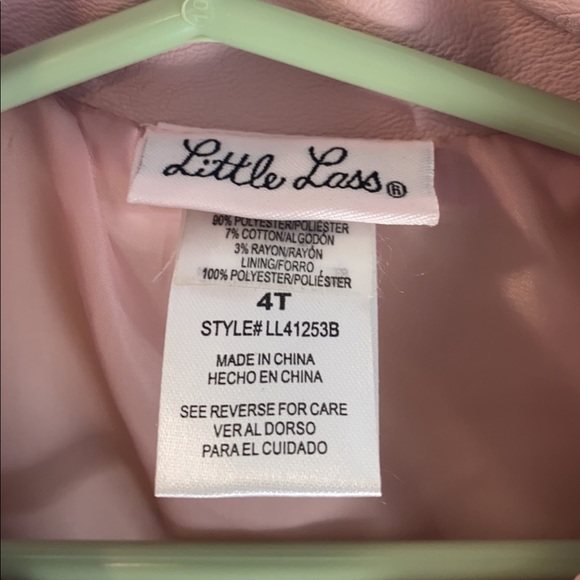 Little Lass®
90% POLYESTER/POLIÉSTER
7% COTTON/ALGODÓN
3% RAYON/RAYÓN
LINING/FORRO
100% POLYESTER/POLIÉSTER
4T
STYLE# LL41253B
MADE IN CHINA
HECHO EN CHINA
SEE REVERSE FOR CARE
VER AL DORSO
PARA EL CUIDADO